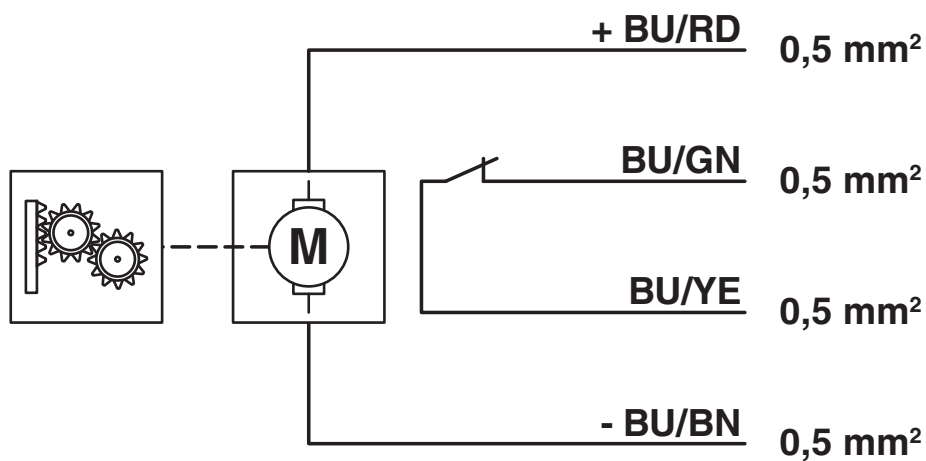 + BU/RD 0,5 mm²
BU/GN 0,5 mm²
M
BU/YE 0,5 mm²
- BU/BN 0,5 mm²